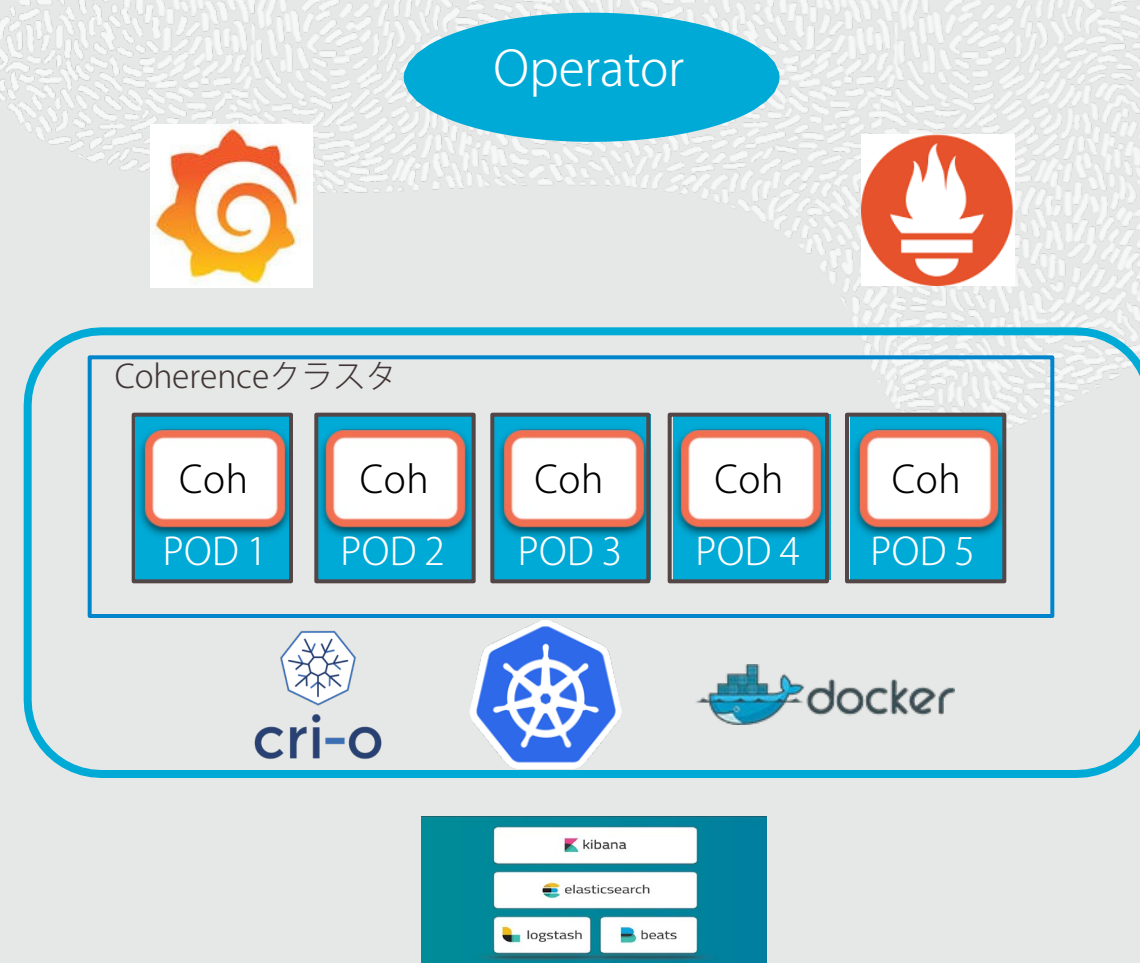 Operator
Coherenceクラスタ
Coh Coh Coh Coh Coh
POD 1 POD 2 POD 3 POD 4 POD 5
cri-o
docker
kibana
elasticsearch
logstash beats